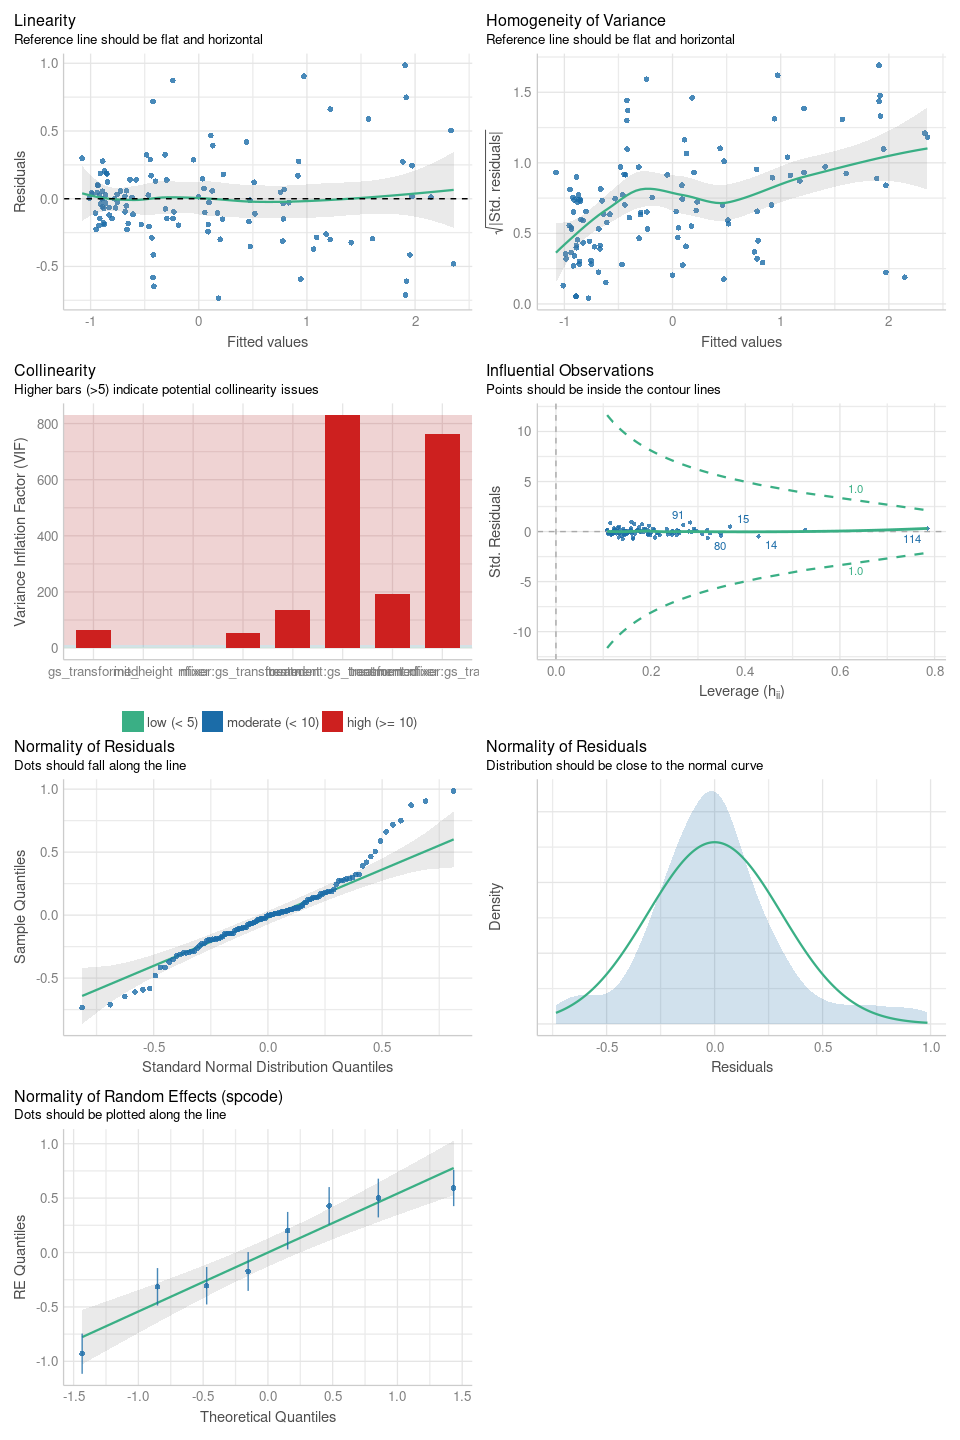 Linearity
Reference line should be flat and horizontal
1.0
0.5
0.0
-0.5
Residuals
-1
0
1
2
Fitted values
Homogeneity of Variance
Reference line should be flat and horizontal
1.5
1.0
0.5
0.0
√|Std. residuals|
-1
0
1
2
Fitted values
Collinearity
Higher bars (>5) indicate potential collinearity issues
800
600
400
200
0
Variance Inflation Factor (VIF)
low (< 5)
moderate (< 10)
high (>= 10)
Influential Observations
Points should be inside the contour lines
10
5
0
-5
-10
Std. Residuals
1.0
91
15
80
14
114
1.0
0.0
0.2
0.4
0.6
0.8
Leverage (hii)
Normality of Residuals
Dots should fall along the line
1.0
0.5
0.0
-0.5
Sample Quantiles
-0.5
0.0
0.5
Standard Normal Distribution Quantiles
Normality of Residuals
Distribution should be close to the normal curve
Density
-0.5
0.0
0.5
1.0
Residuals
Normality of Random Effects (spcode)
Dots should be plotted along the line
1.0
0.5
0.0
-0.5
-1.0
RE Quantiles
-1.5
-1.0
-0.5
0.0
0.5
1.0
1.5
Theoretical Quantiles